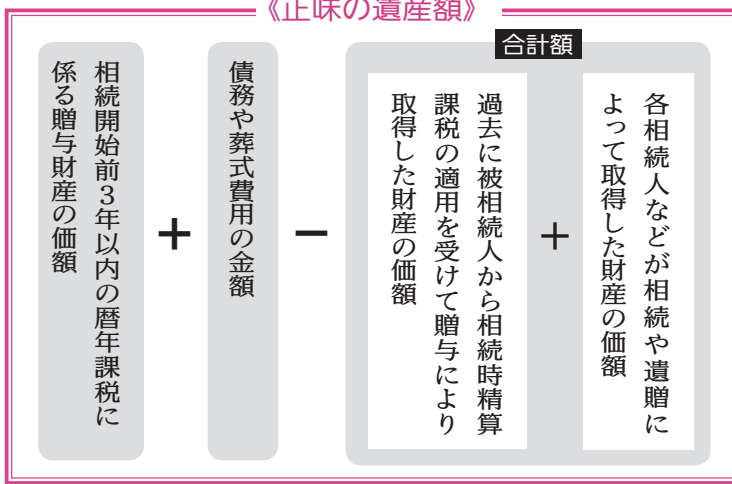 《正味の遺産額》
合計額
各相続人などが相続や遺贈に
よって取得した財産の価額
+
過去に被相続人から相続時精算
課税の適用を受けて贈与により
取得した財産の価額
−
債務や葬式費用の金額
+
相続開始前3年以内の暦年課税に
係る贈与財産の価額